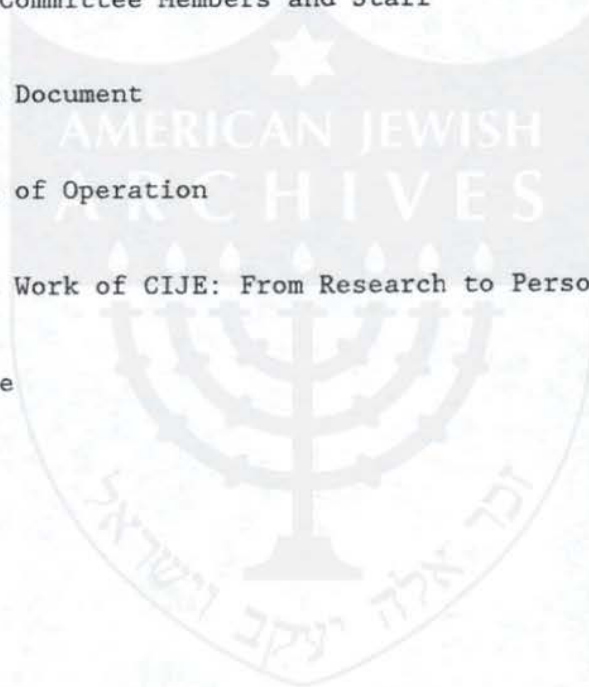 Committee Members and Staff
Document
AMERICAN JEWISH
of Operation
ARCHIVES
Work of CIJE: From Research to Perso
e
זכר אלה יעקב וישראל